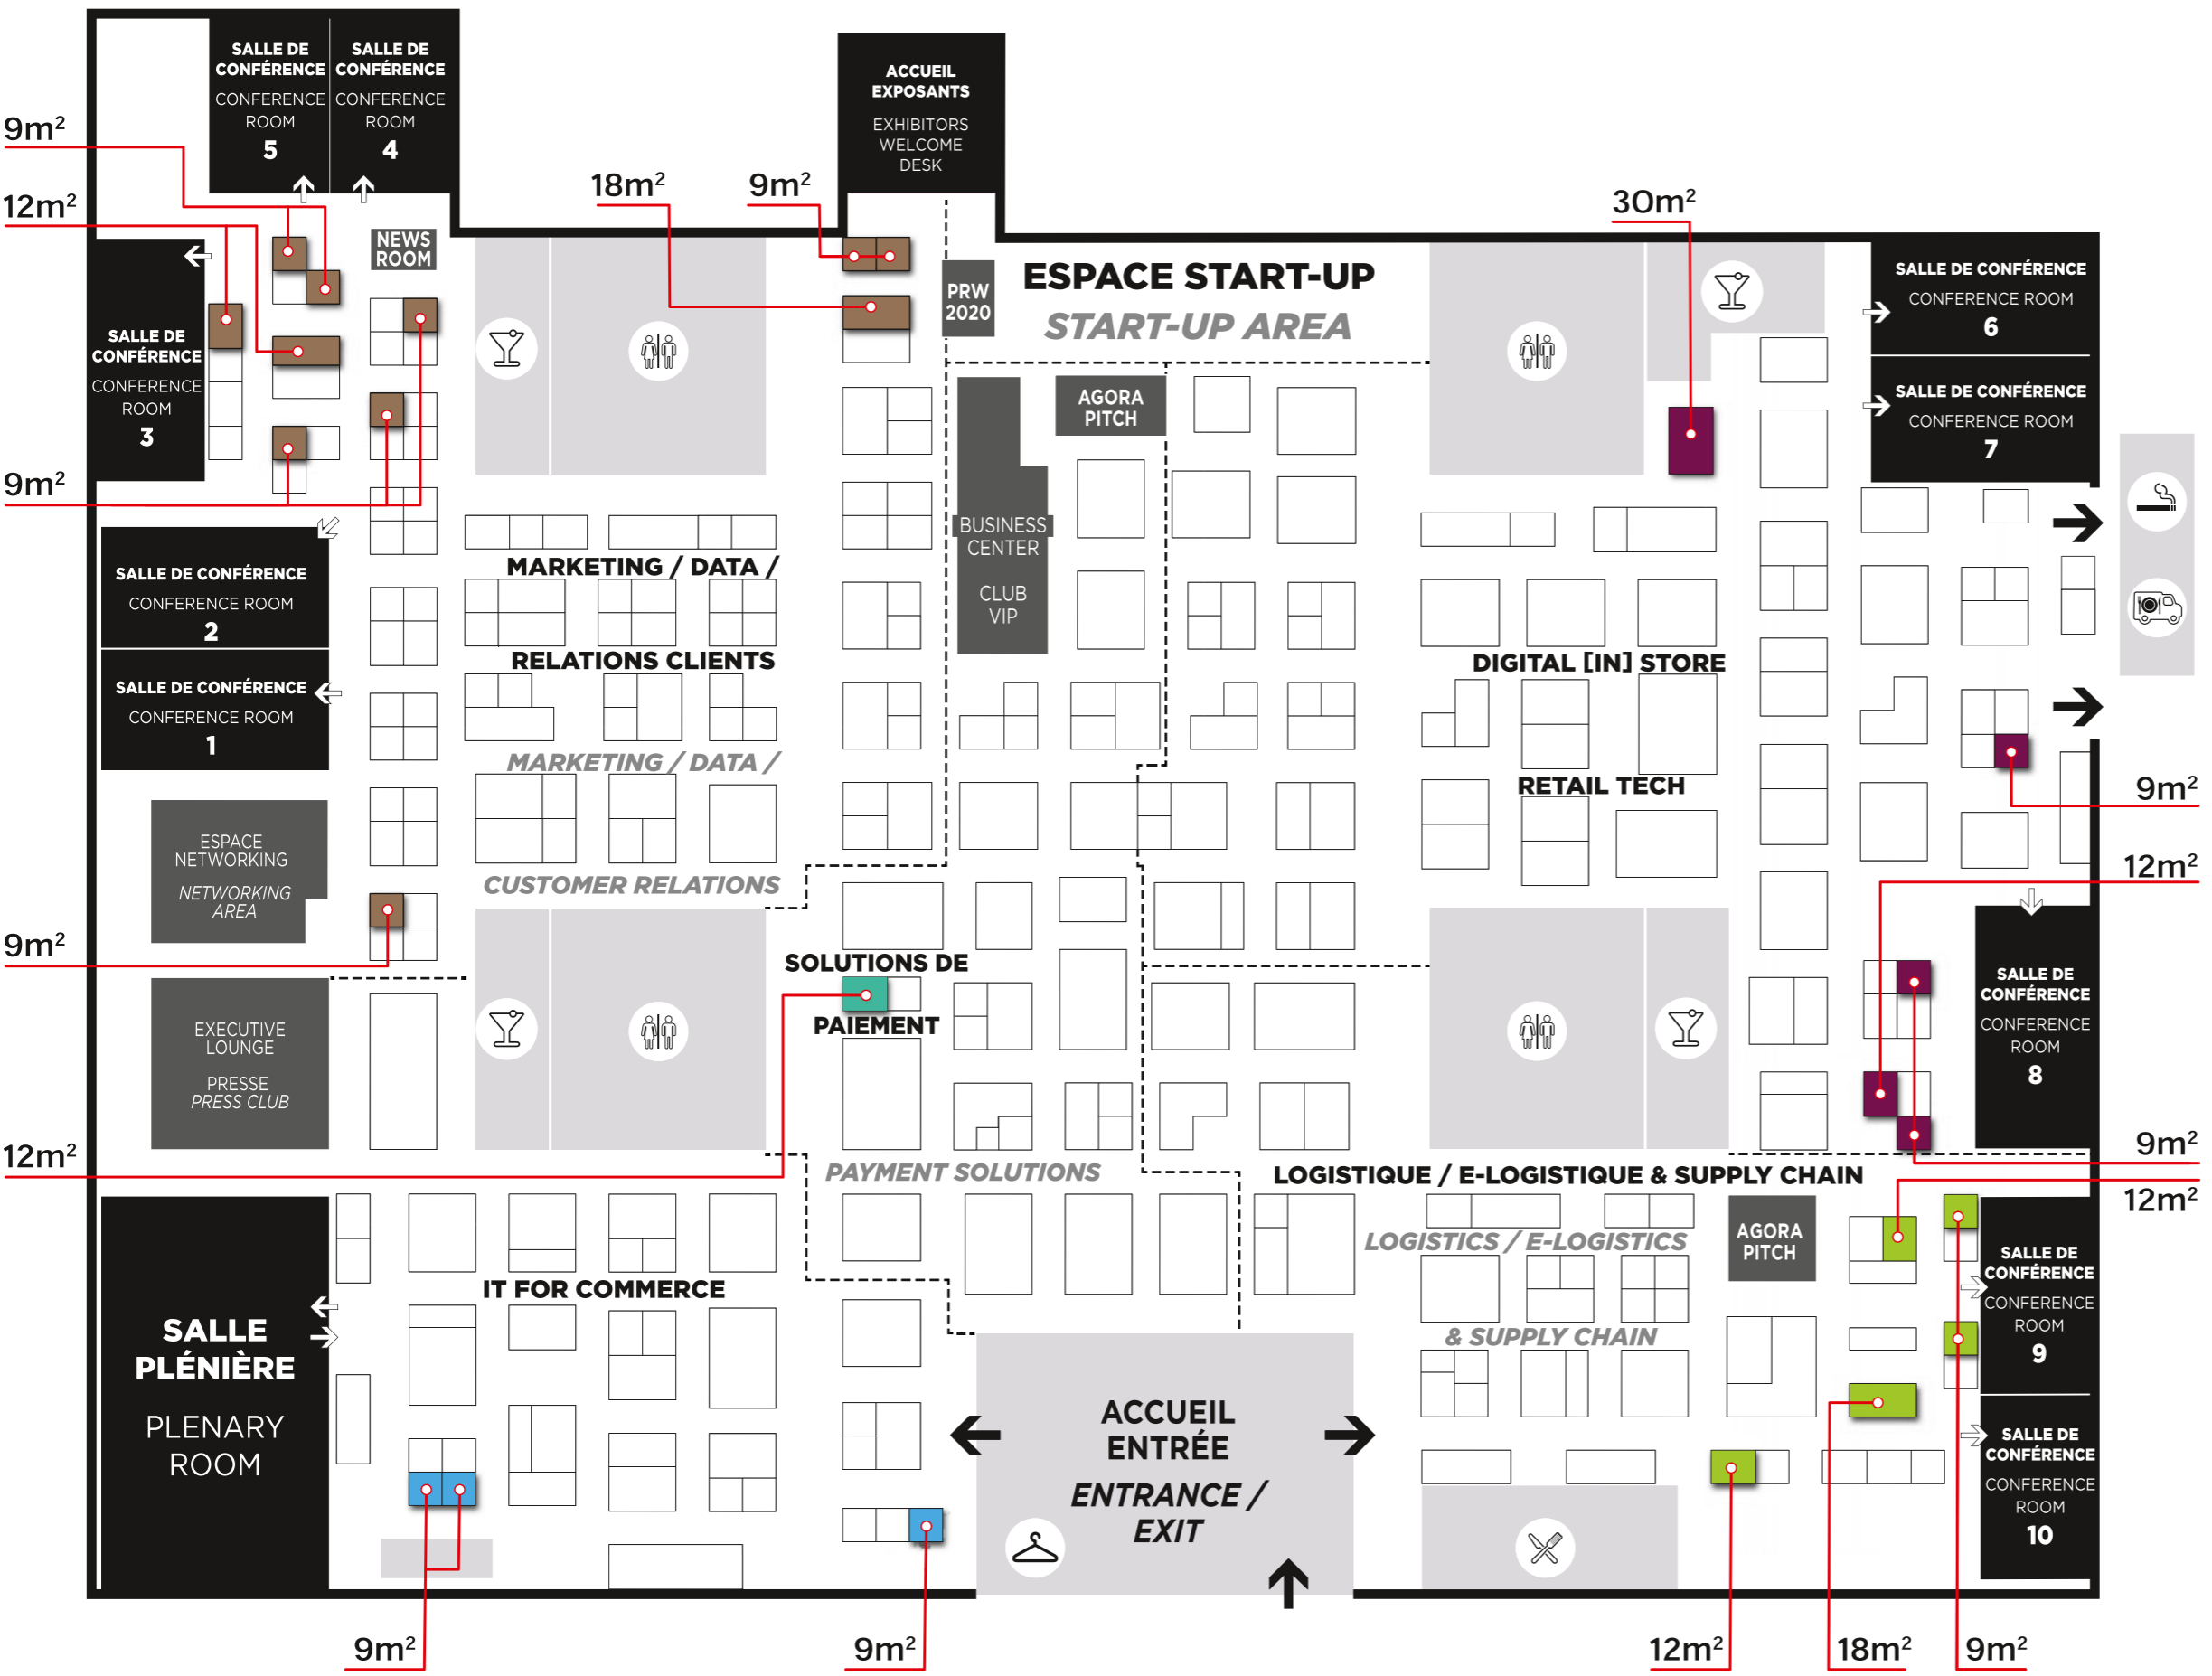 SALLE DE
CONFÉRENCE
CONFERENCE
ROOM
5
SALLE DE
CONFÉRENCE
CONFERENCE
ROOM
4
ACCUEIL
EXPOSANTS
EXHIBITORS
WELCOME
DESK
9m²
12m²
18m²
9m²
30m²
NEWS
ROOM
PRW
2020
ESPACE START-UP
START-UP AREA
SALLE DE CONFÉRENCE
CONFERENCE ROOM
6
SALLE DE
CONFÉRENCE
CONFERENCE
ROOM
3
AGORA
PITCH
SALLE DE CONFÉRENCE
CONFERENCE ROOM
7
9m²
BUSINESS
CENTER
CLUB
VIP
SALLE DE CONFÉRENCE
CONFERENCE ROOM
2
MARKETING / DATA /
RELATIONS CLIENTS
MARKETING / DATA /
CUSTOMER RELATIONS
DIGITAL [IN] STORE
RETAIL TECH
SALLE DE CONFÉRENCE
CONFERENCE ROOM
1
9m²
12m²
ESPACE
NETWORKING
NETWORKING
AREA
9m²
SOLUTIONS DE
PAIEMENT
PAYMENT SOLUTIONS
SALLE DE
CONFÉRENCE
CONFERENCE
ROOM
8
EXECUTIVE
LOUNGE
PRESSE
PRESS CLUB
12m²
9m²
12m²
LOGISTIQUE / E-LOGISTIQUE & SUPPLY CHAIN
LOGISTICS / E-LOGISTICS
& SUPPLY CHAIN
AGORA
PITCH
SALLE DE
CONFÉRENCE
CONFERENCE
ROOM
9
IT FOR COMMERCE
SALLE
PLÉNIÈRE
PLENARY
ROOM
ACCUEIL
ENTRÉE
ENTRANCE /
EXIT
SALLE DE
CONFÉRENCE
CONFERENCE
ROOM
10
9m²
9m²
12m²
18m²
9m²